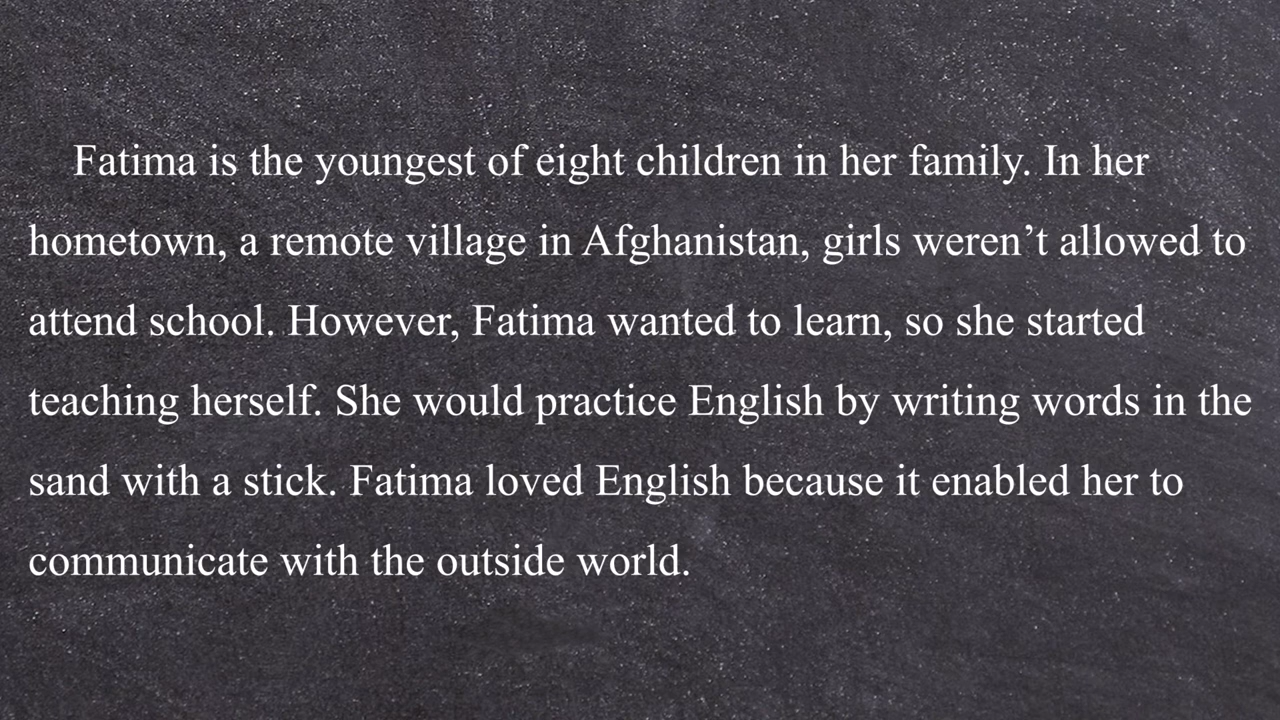 Fatima is the youngest of eight children in her family. In her
hometown, a remote village in Afghanistan, girls weren’t allowed to
attend school. However, Fatima wanted to learn, so she started
teaching herself. She would practice English by writing words in the
sand with a stick. Fatima loved English because it enabled her to
communicate with the outside world.